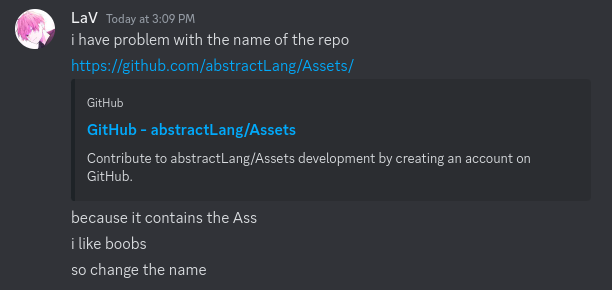 LaV Today at 3:09 PM
i have problem with the name of the repo
https://github.com/abstractLang/Assets/
GitHub
GitHub - abstractLang/Assets
Contribute to abstractLang/Assets development by creating an account on
GitHub.
because it contains the Ass
i like boobs
so change the name